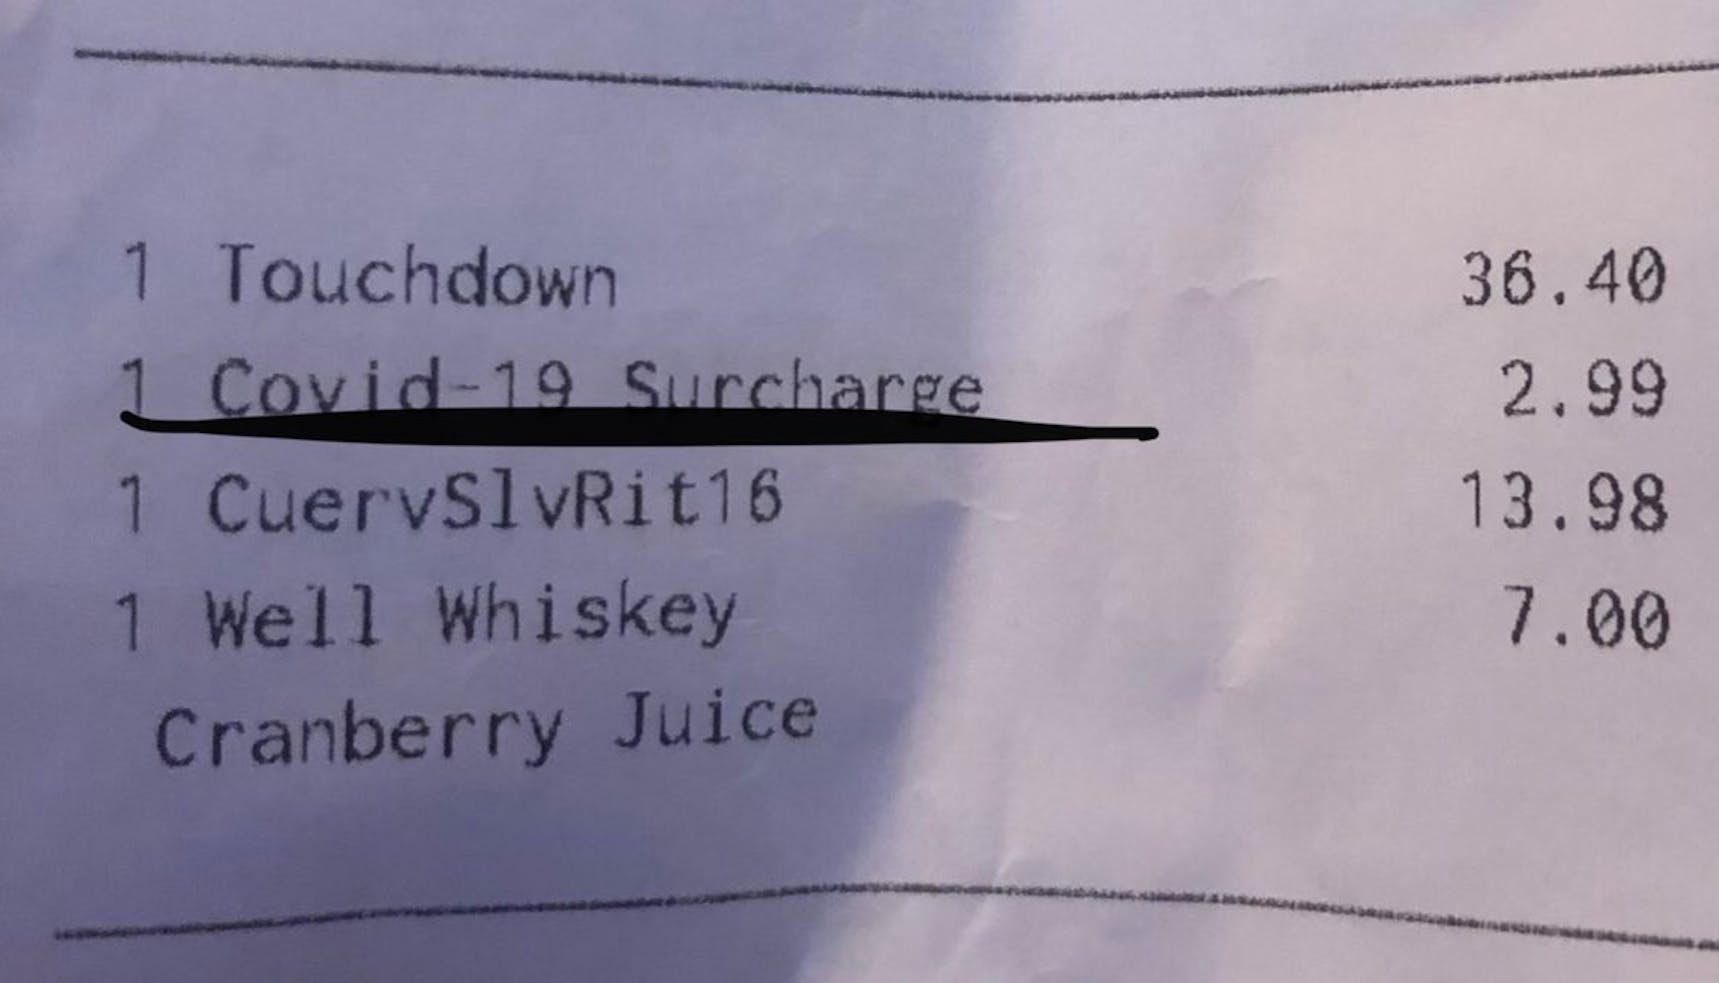 1 Touchdown 36.40
1 Covid-19 Surcharge 2.99
1 CuervSlvRit16 13.98
1 Well Whiskey 7.00
Cranberry Juice